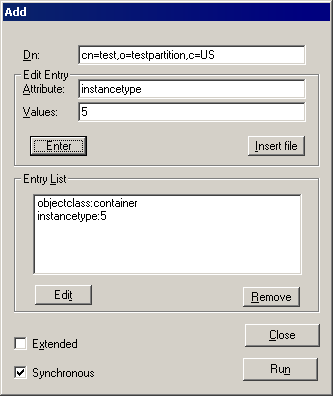 Add
Dn: cn=test,o=testpartition,c=US
Edit Entry
Attribute: instancetype
Values: 5
Enter Insert file
Entry List
objectclass:container
instancetype:5
Edit Remove
Close
Extended
Synchronous
Run